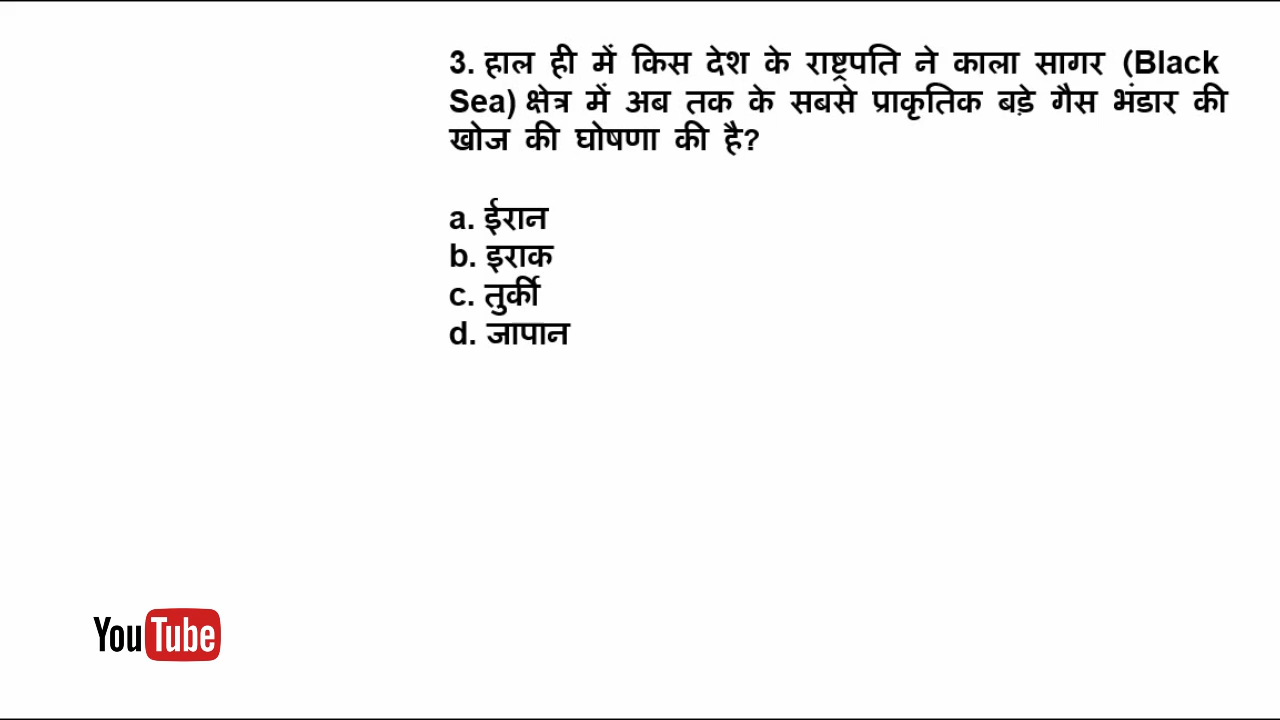 3. हाल ही में किस देश के राष्ट्रपति ने काला सागर (Black
Sea) क्षेत्र में अब तक के सबसे प्राकृतिक बड़े गैस भंडार की
खोज की घोषणा की है?
a. ईरान
b. इराक
c. तुर्की
d. जापान
YouTube